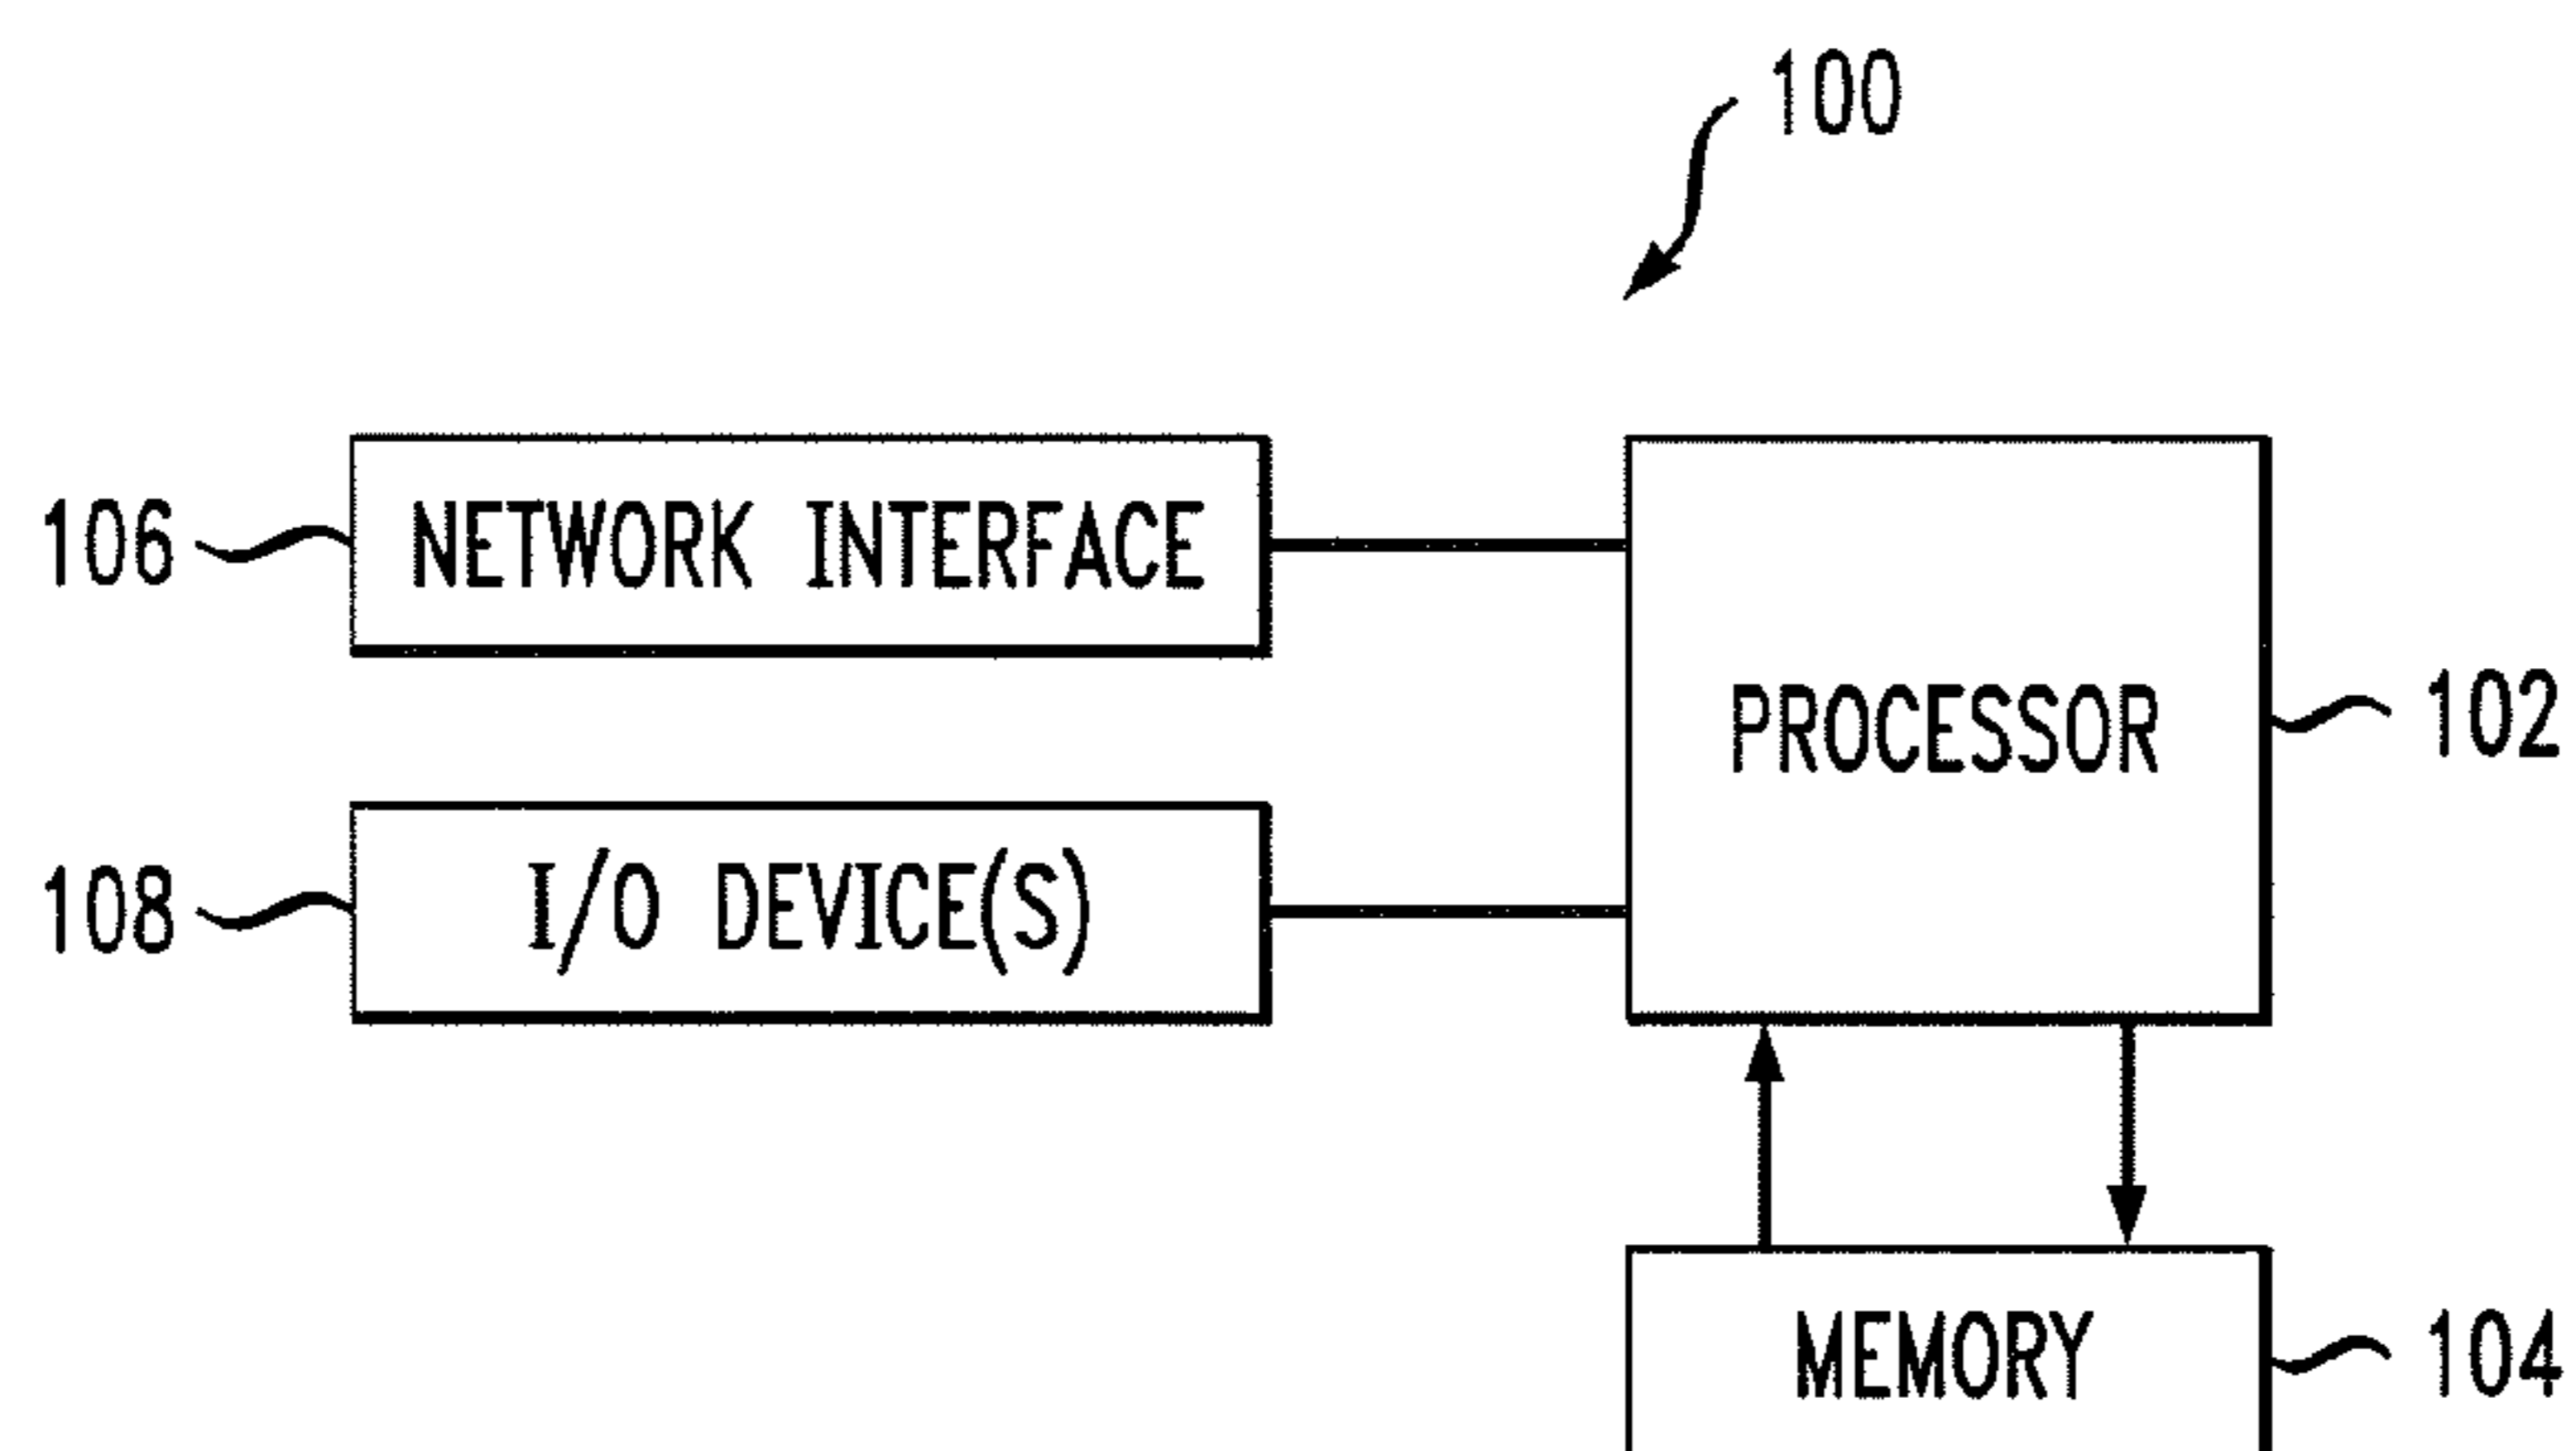 100
106 NETWORK INTERFACE
PROCESSOR 102
108 I/O DEVICE(S)
MEMORY 104